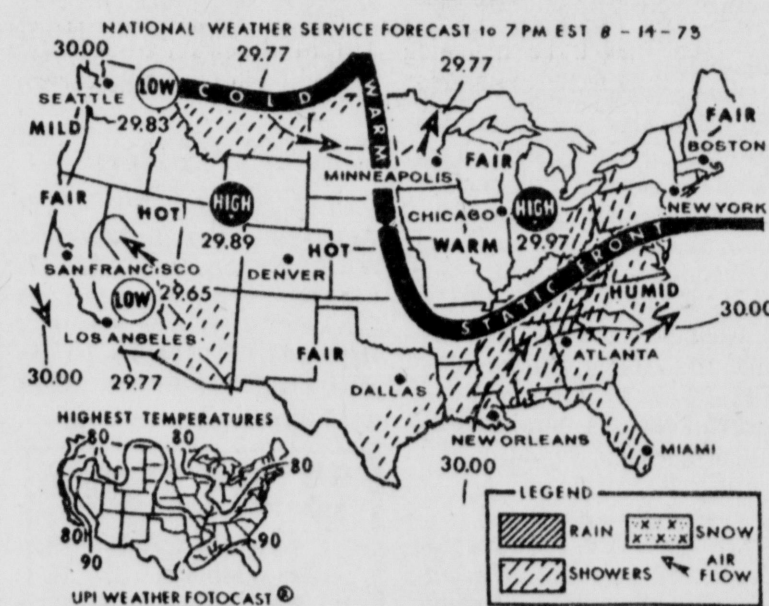 NATIONAL WEATHER SERVICE FORECAST to 7 PM EST 8 - 14 - 73
30.00
29.77
29.77
LOW
COLD
WARM
SEATTLE
29.83
MILD
FAIR
FAIR
BOSTON
MINNEAPOLIS
FAIR
HOT
HIGH
CHICAGO
HIGH
NEW YORK
29.89
HOT
WARM
29.97
SAN FRANCISCO
DENVER
STATIC FRONT
LOW
29.65
HUMID
30.00
LOS ANGELES
FAIR
ATLANTA
30.00
29.77
DALLAS
HIGHEST TEMPERATURES
NEW ORLEANS
MIAMI
80
80
30.00
80
LEGEND
RAIN
SNOW
80
90
90
SHOWERS
AIR
FLOW
UPI WEATHER FOTOCAST ®